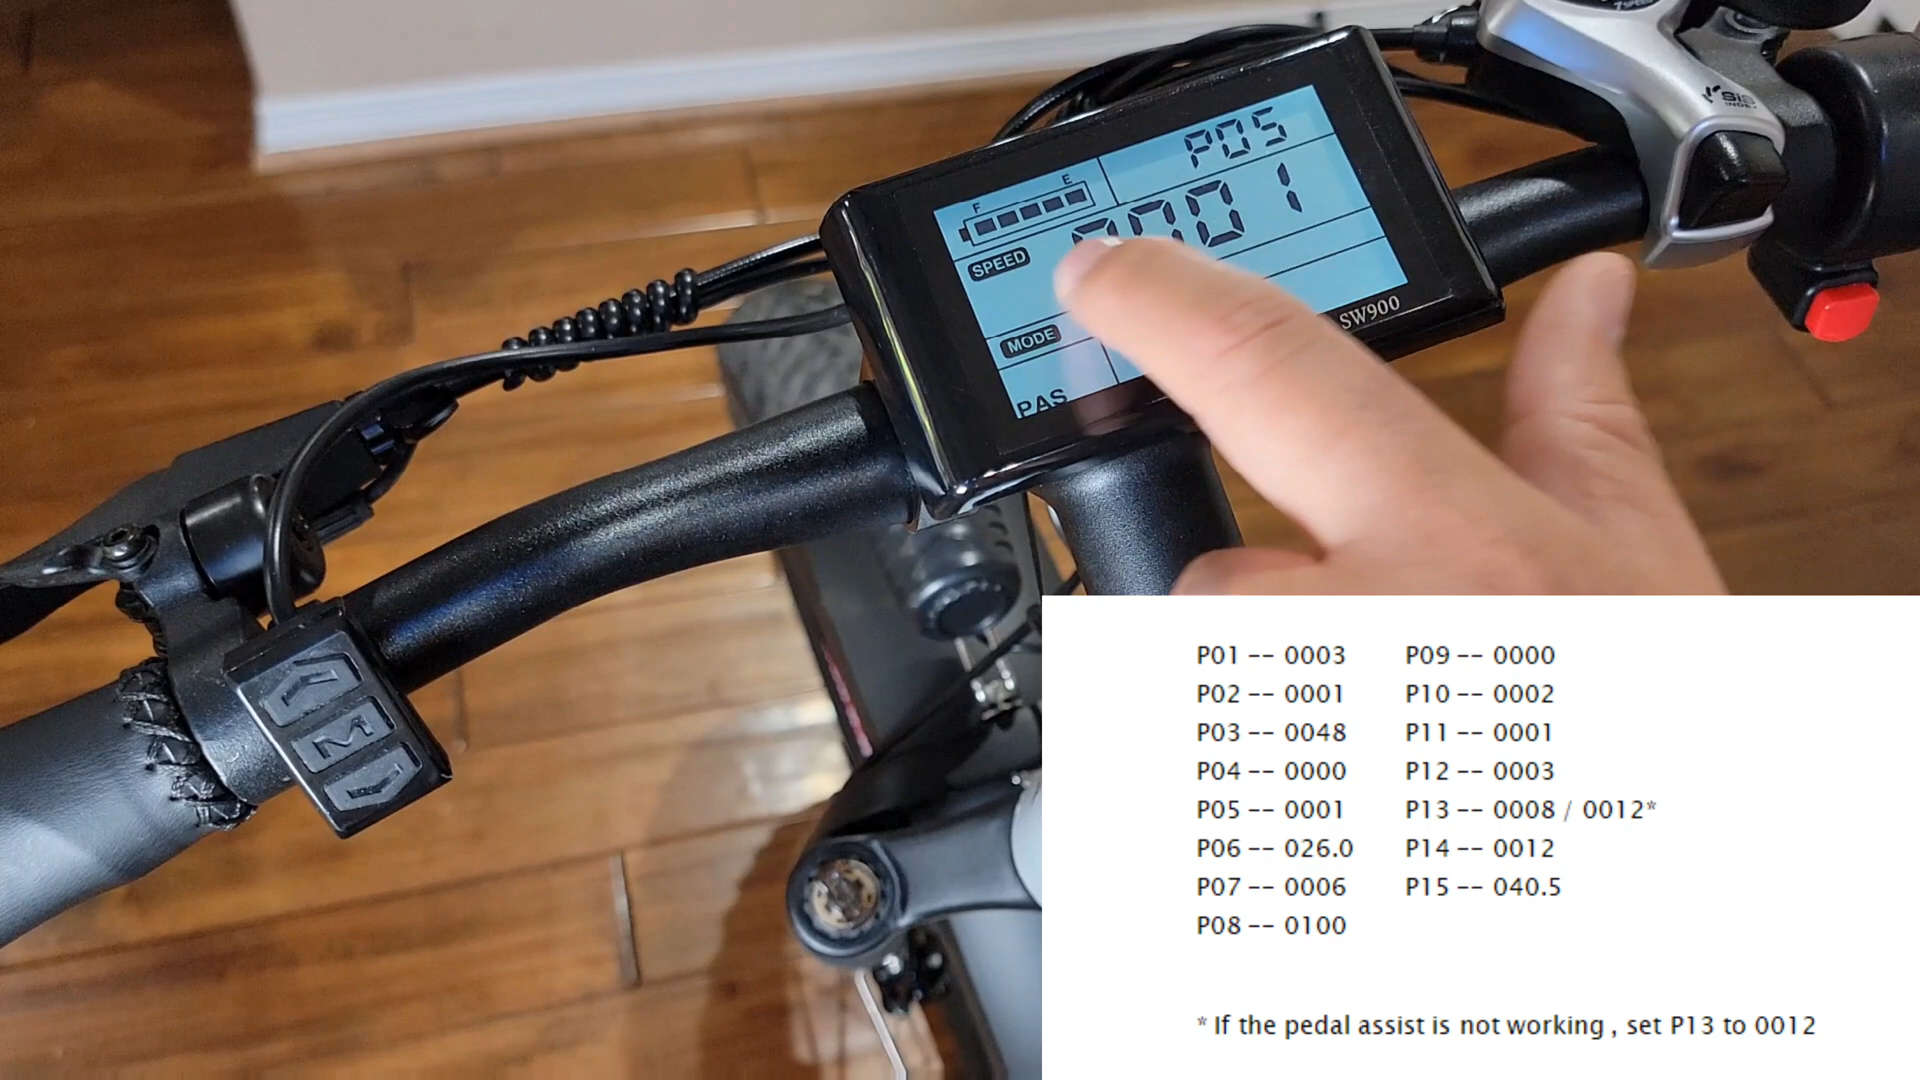 P05
F E
0001
SPEED
MODE
PAS
SW900
SIS
INDEX
M
P01 -- 0003 P09 -- 0000
P02 -- 0001 P10 -- 0002
P03 -- 0048 P11 -- 0001
P04 -- 0000 P12 -- 0003
P05 -- 0001 P13 -- 0008 / 0012*
P06 -- 026.0 P14 -- 0012
P07 -- 0006 P15 -- 040.5
P08 -- 0100
* If the pedal assist is not working , set P13 to 0012